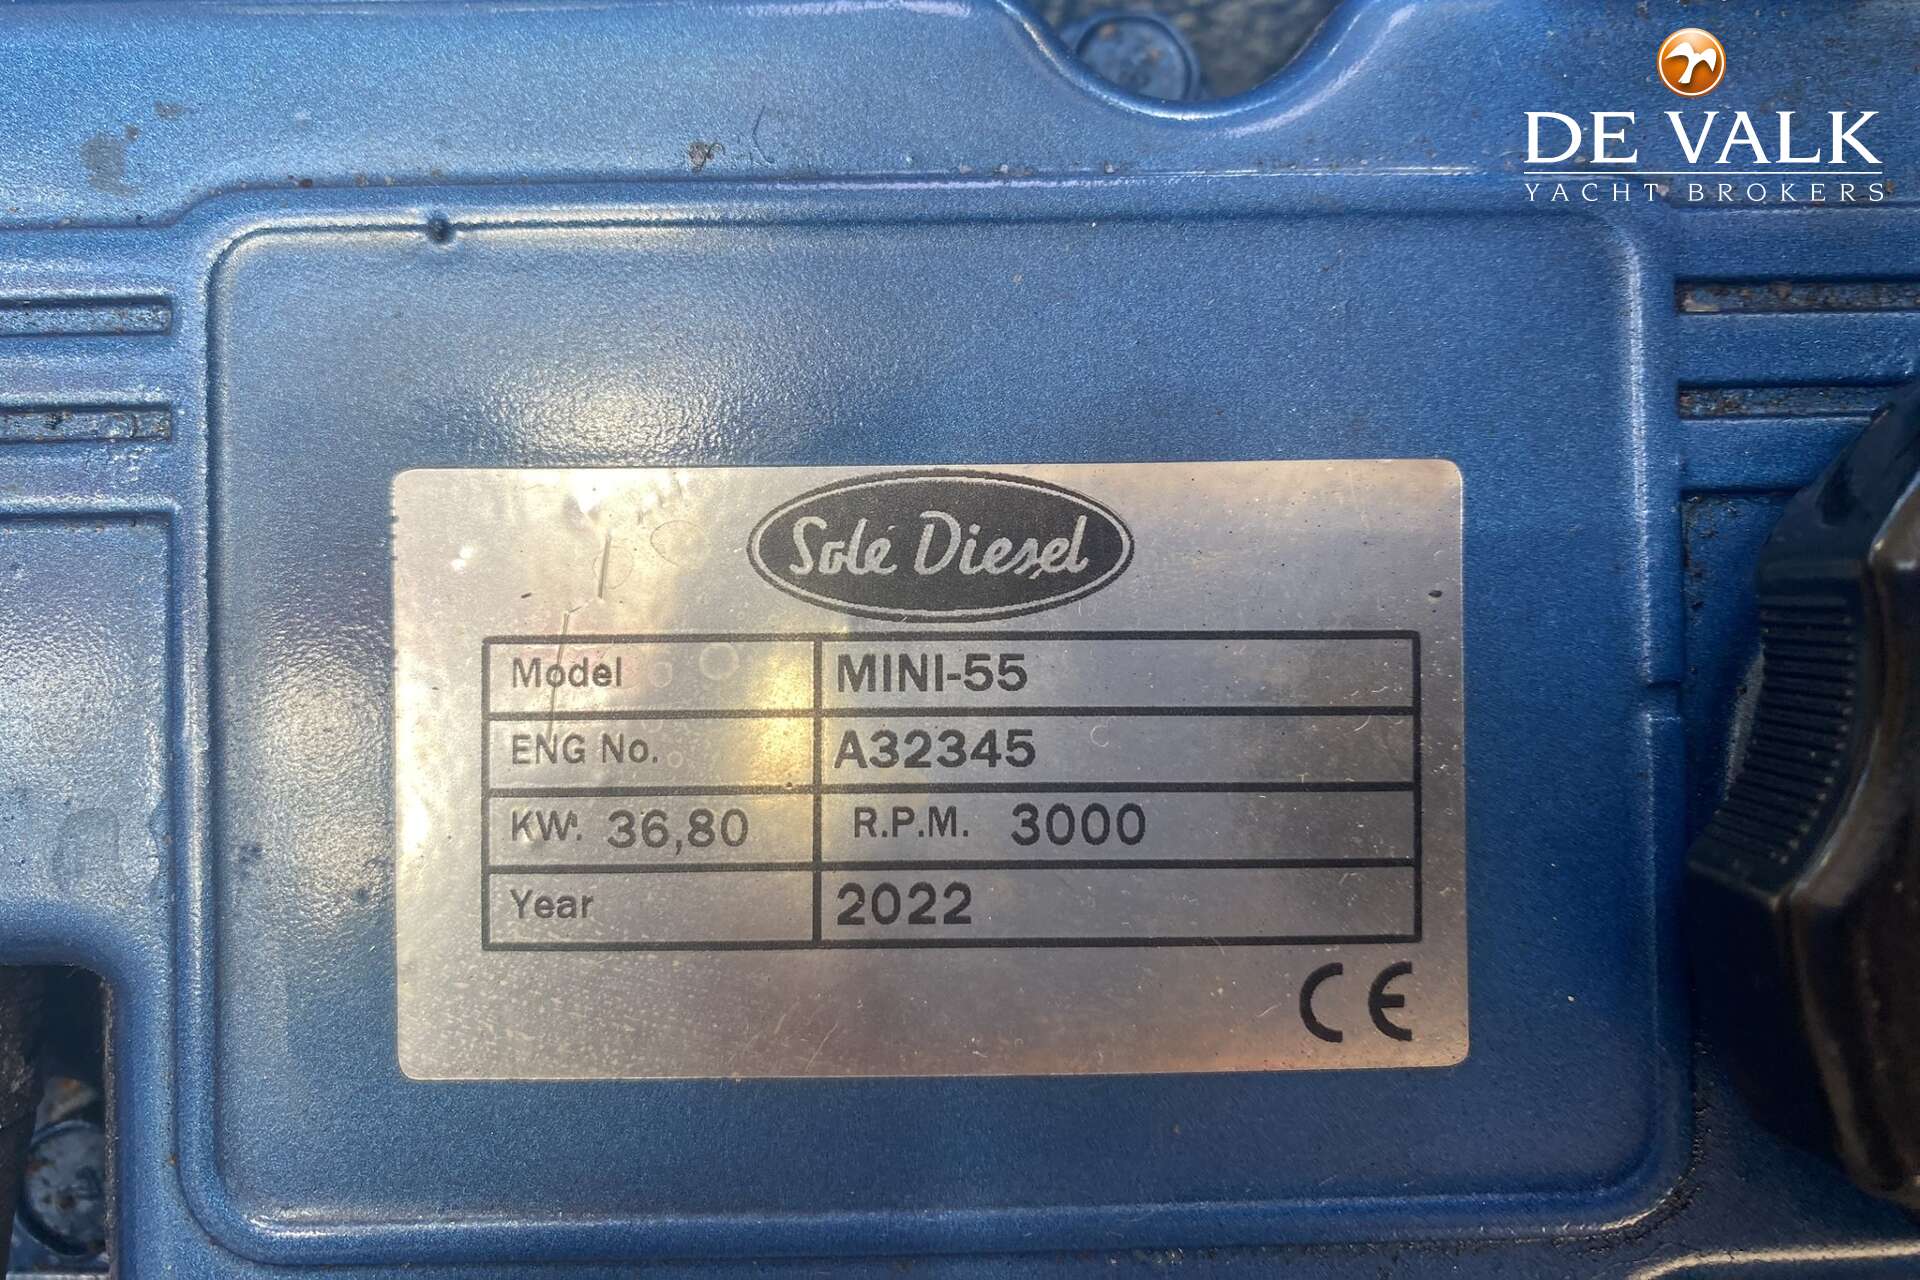 DE VALK
YACHT BROKERS
Solé Diesel
Model MINI-55
ENG No. A32345
KW. 36,80 R.P.M. 3000
Year 2022
CE